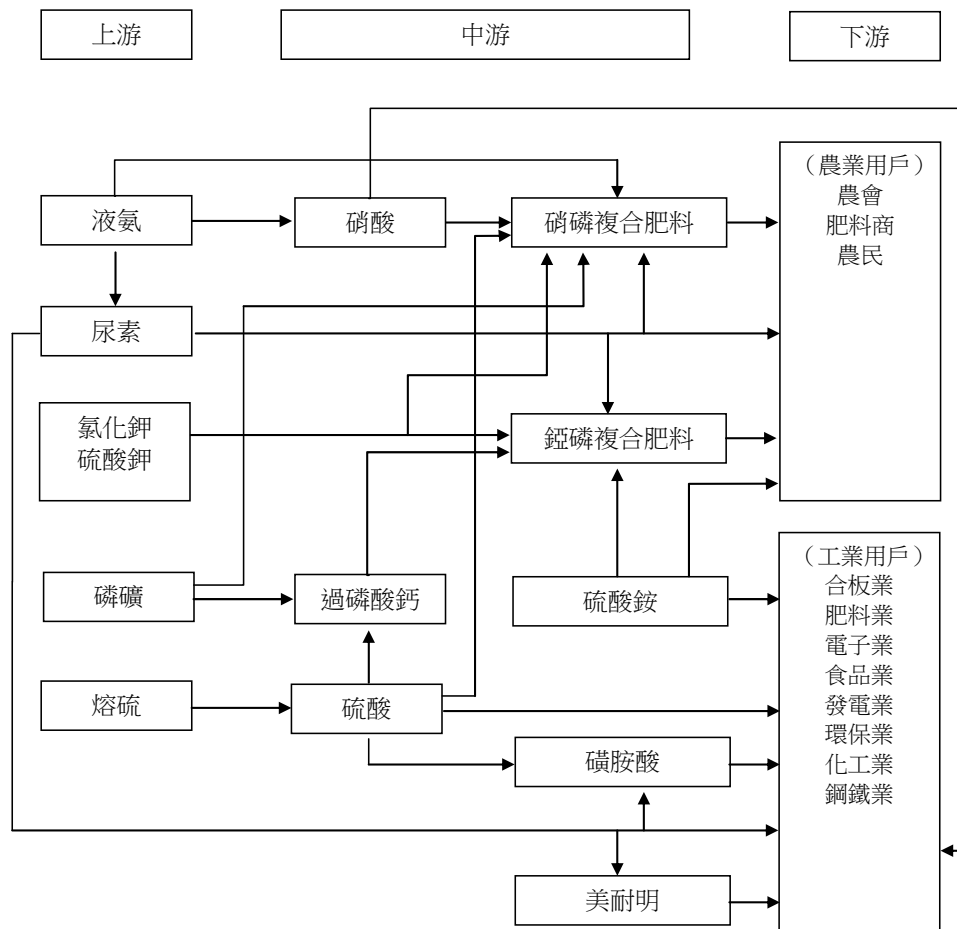 上游
中游
下游
（農業用戶）
農會
肥料商
農民
液氨
硝酸
硝磷複合肥料
尿素
氯化鉀
硫酸鉀
錏磷複合肥料
（工業用戶）
合板業
肥料業
電子業
食品業
發電業
環保業
化工業
鋼鐵業
磷礦
過磷酸鈣
硫酸銨
熔硫
硫酸
磺胺酸
美耐明